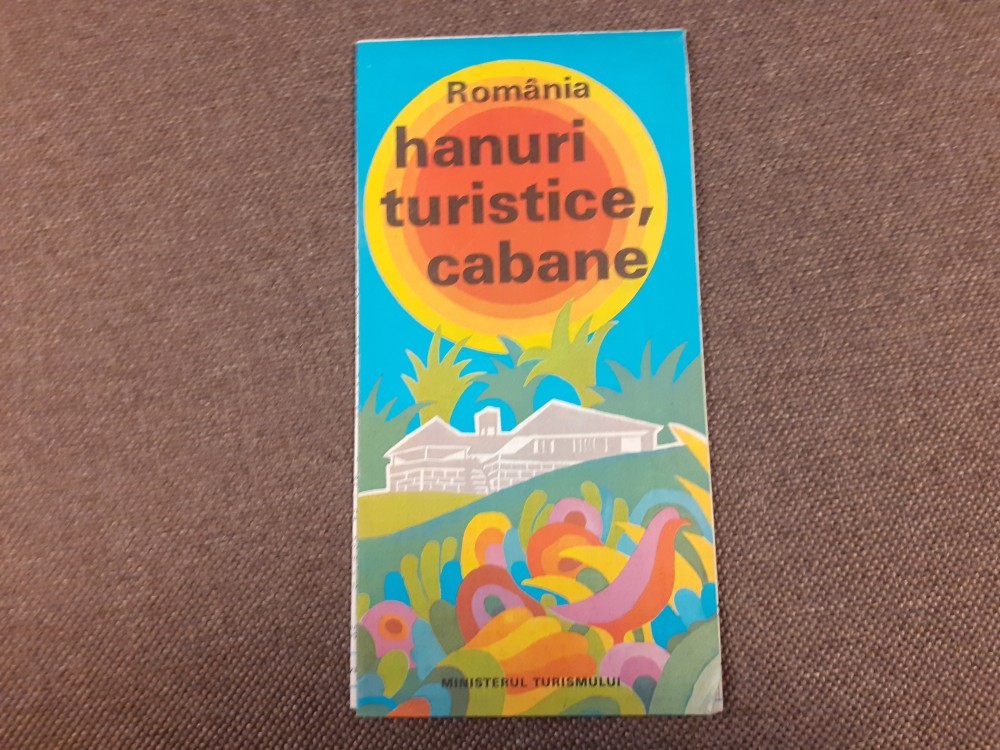 România
hanuri
turistice,
cabane
MINISTERUL TURISMULUI